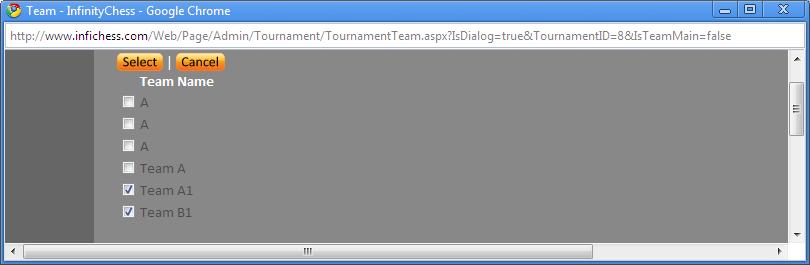 Team - InfinityChess - Google Chrome
http://www.infichess.com/Web/Page/Admin/Tournament/TournamentTeam.aspx?IsDialog=true&TournamentID=8&IsTeamMain=false
Select | Cancel
Team Name
A
A
A
Team A
Team A1
Team B1